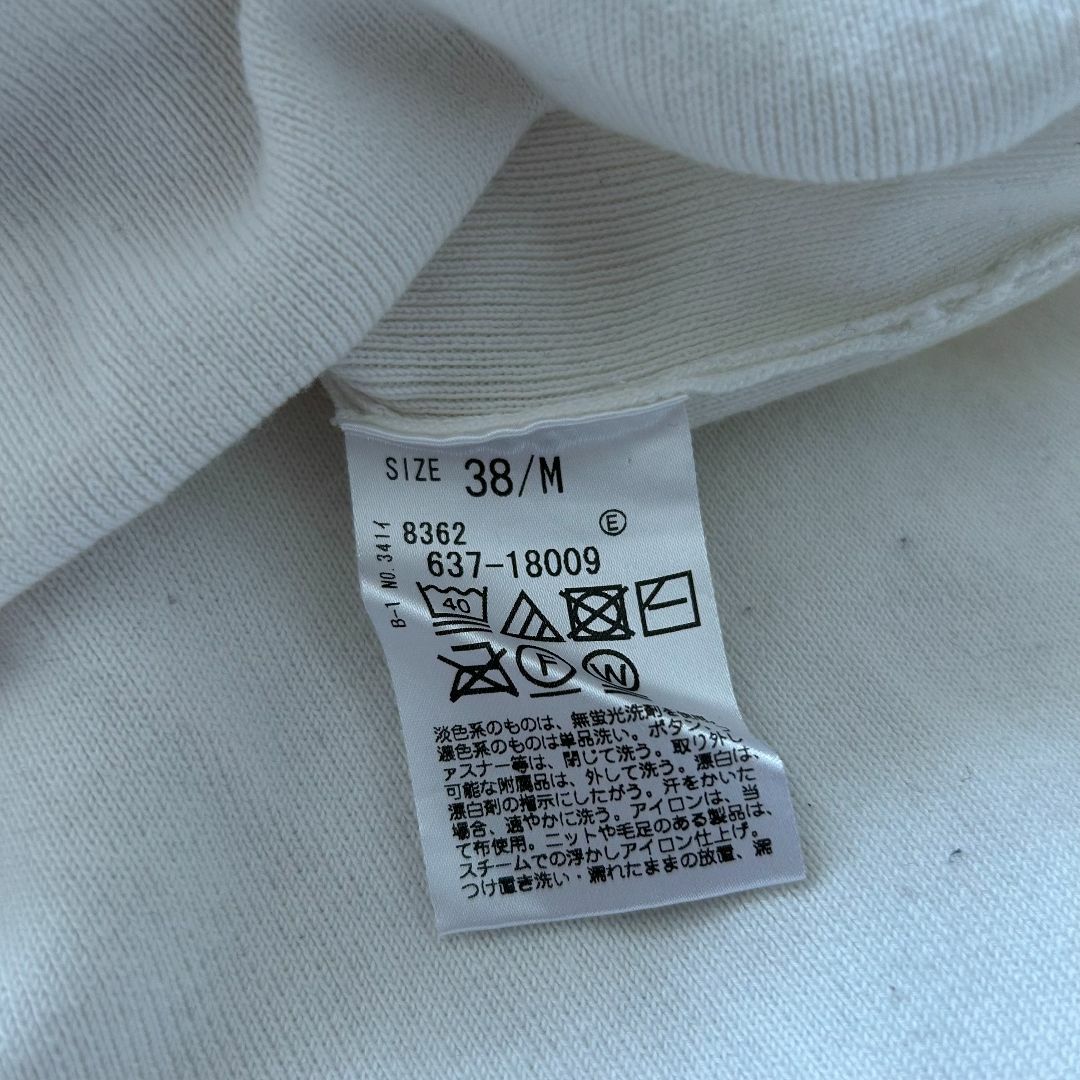 SIZE 38/M
B-1 NO.341イ
8362 Ⓔ
637-18009
40
F W
淡色系のものは、無蛍光洗剤を
濃色系のものは単品洗い。ボタン、
ァスナー等は、閉じて洗う。取り外し
可能な附属品は、外して洗う。漂白は、
漂白剤の指示にしたがう。汗をかいた
場合、速やかに洗う。アイロンは、当
て布使用。ニットや毛足のある製品は、
スチームでの浮かしアイロン仕上げ。
つけ置き洗い・濡れたままの放置、濡